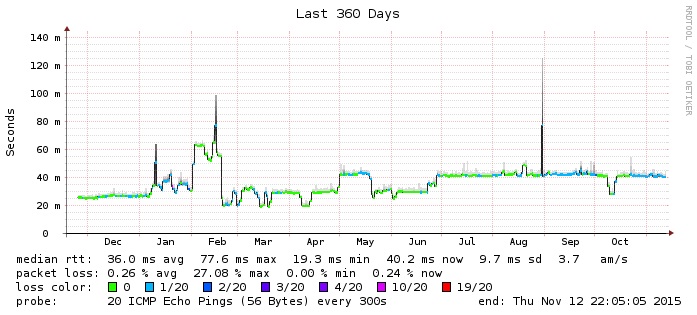 Last 360 Days
RRDTOOL / TOBI OETIKER
Seconds
140 m
120 m
100 m
80 m
60 m
40 m
20 m
0
Dec Jan Feb Mar Apr May Jun Jul Aug Sep Oct
median rtt: 36.0 ms avg 77.6 ms max 19.3 ms min 40.2 ms now 9.7 ms sd 3.7 am/s
packet loss: 0.26 % avg 27.08 % max 0.00 % min 0.24 % now
loss color: 0 1/20 2/20 3/20 4/20 10/20 19/20
probe: 20 ICMP Echo Pings (56 Bytes) every 300s end: Thu Nov 12 22:05:05 2015